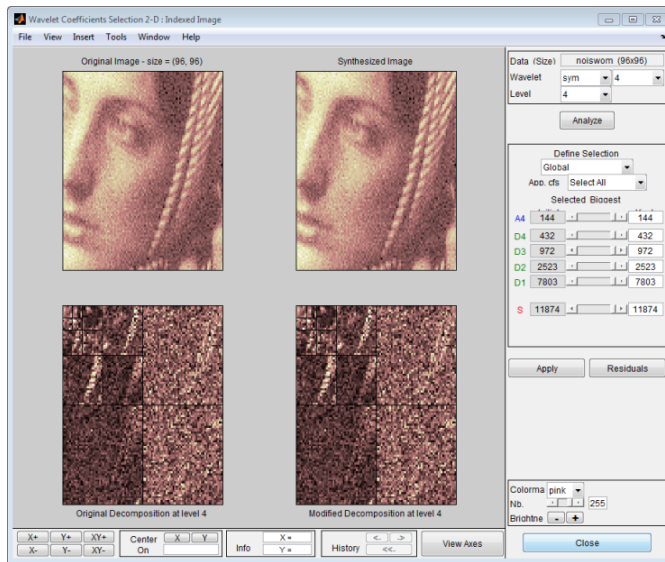 Wavelet Coefficients Selection 2-D : Indexed Image
File View Insert Tools Window Help
Original Image - size = (96, 96)
Synthesized Image
Data (Size) noiswom (96x96)
Wavelet sym 4
Level 4
Analyze
Define Selection
Global
App. cfs Select All
Selected Biggest
A4 144 144
D4 432 432
D3 972 972
D2 2523 2523
D1 7803 7803
S 11874 11874
Apply Residuals
Original Decomposition at level 4
Modified Decomposition at level 4
Colorma pink
Nb. 255
Brightne - +
X+ Y+ XY+
X- Y- XY-
Center On X Y
Info X = Y =
History <- -> <<-
View Axes
Close